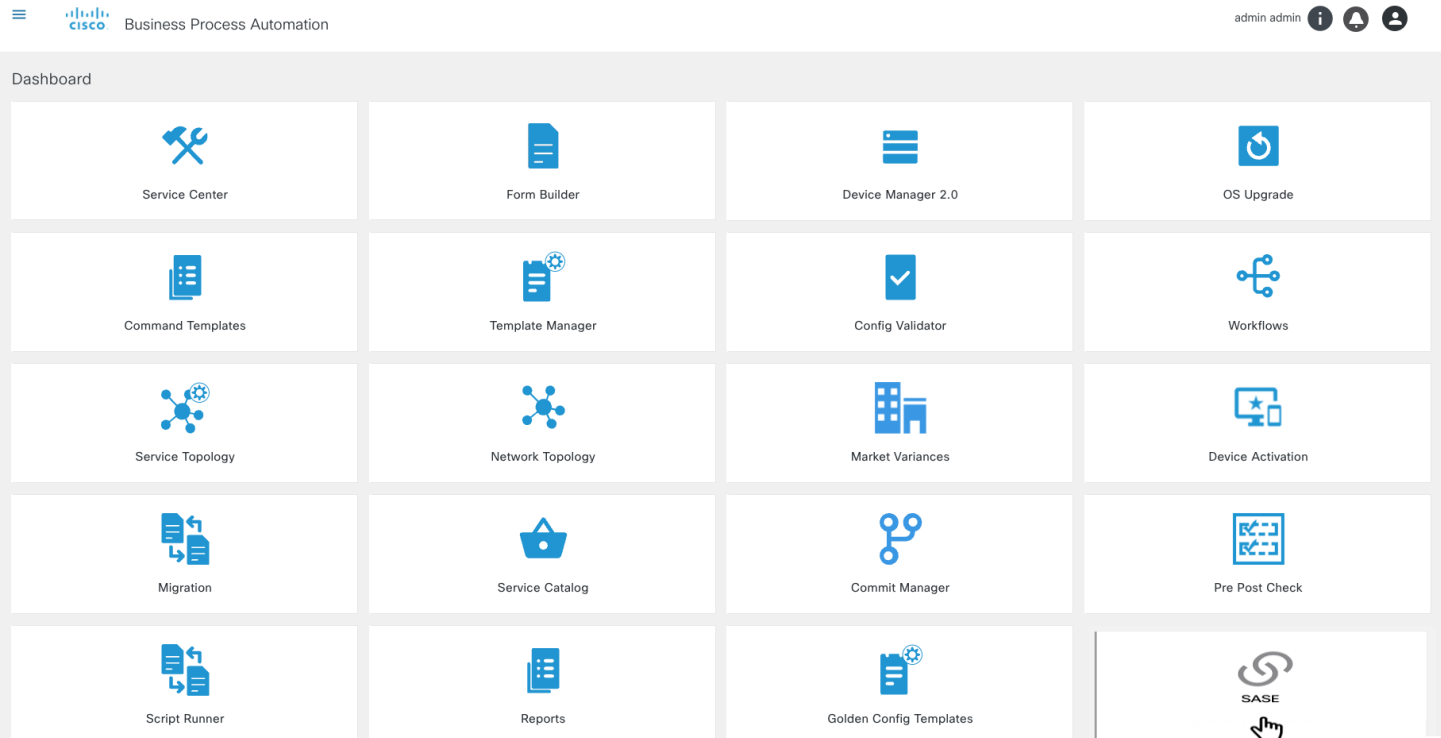 CISCO Business Process Automation
admin admin
Dashboard
Service Center
Form Builder
Device Manager 2.0
OS Upgrade
Command Templates
Template Manager
Config Validator
Workflows
Service Topology
Network Topology
Market Variances
Device Activation
Migration
Service Catalog
Commit Manager
Pre Post Check
Script Runner
Reports
Golden Config Templates
SASE